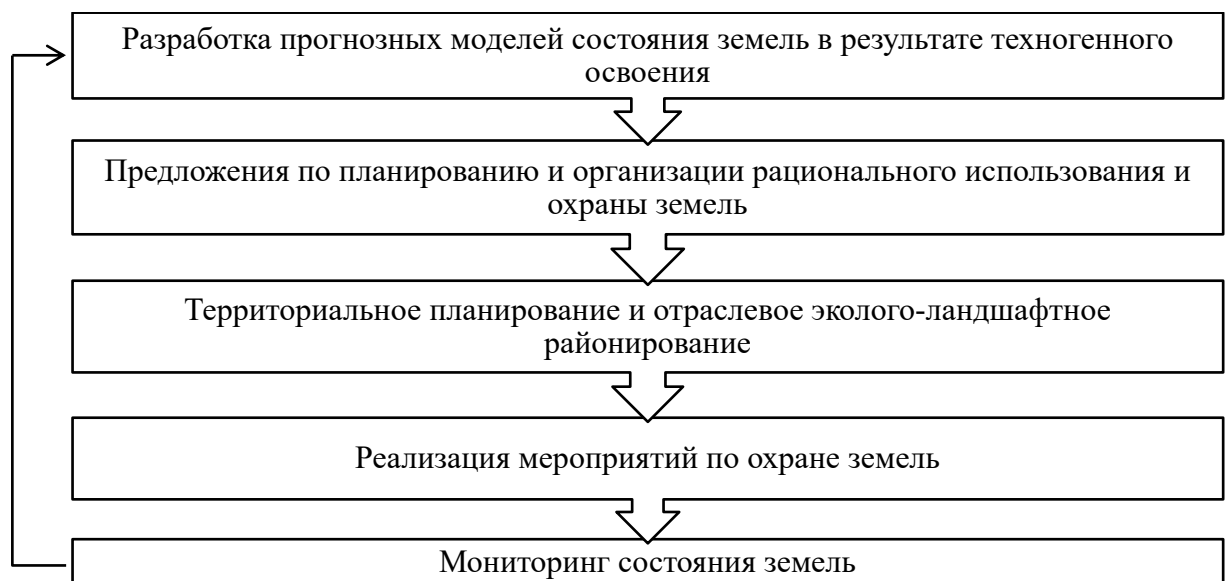 Разработка прогнозных моделей состояния земель в результате техногенного
освоения
Предложения по планированию и организации рационального использования и
охраны земель
Территориальное планирование и отраслевое эколого-ландшафтное
районирование
Реализация мероприятий по охране земель
Мониторинг состояния земель